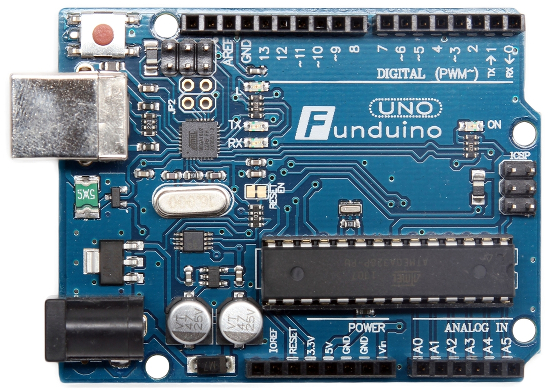 AREF
GND
13
12
~11
~10
~9
8
7
~6
~5
4
~3
2
TX→1
RX←0
DIGITAL (PWM~)
UNO
Funduino
TX
RX
ON
ICSP
RESET
EN
POWER
ANALOG IN
IOREF
RESET
3.3V
5V
GND
GND
Vin
A0
A1
A2
A3
A4
A5